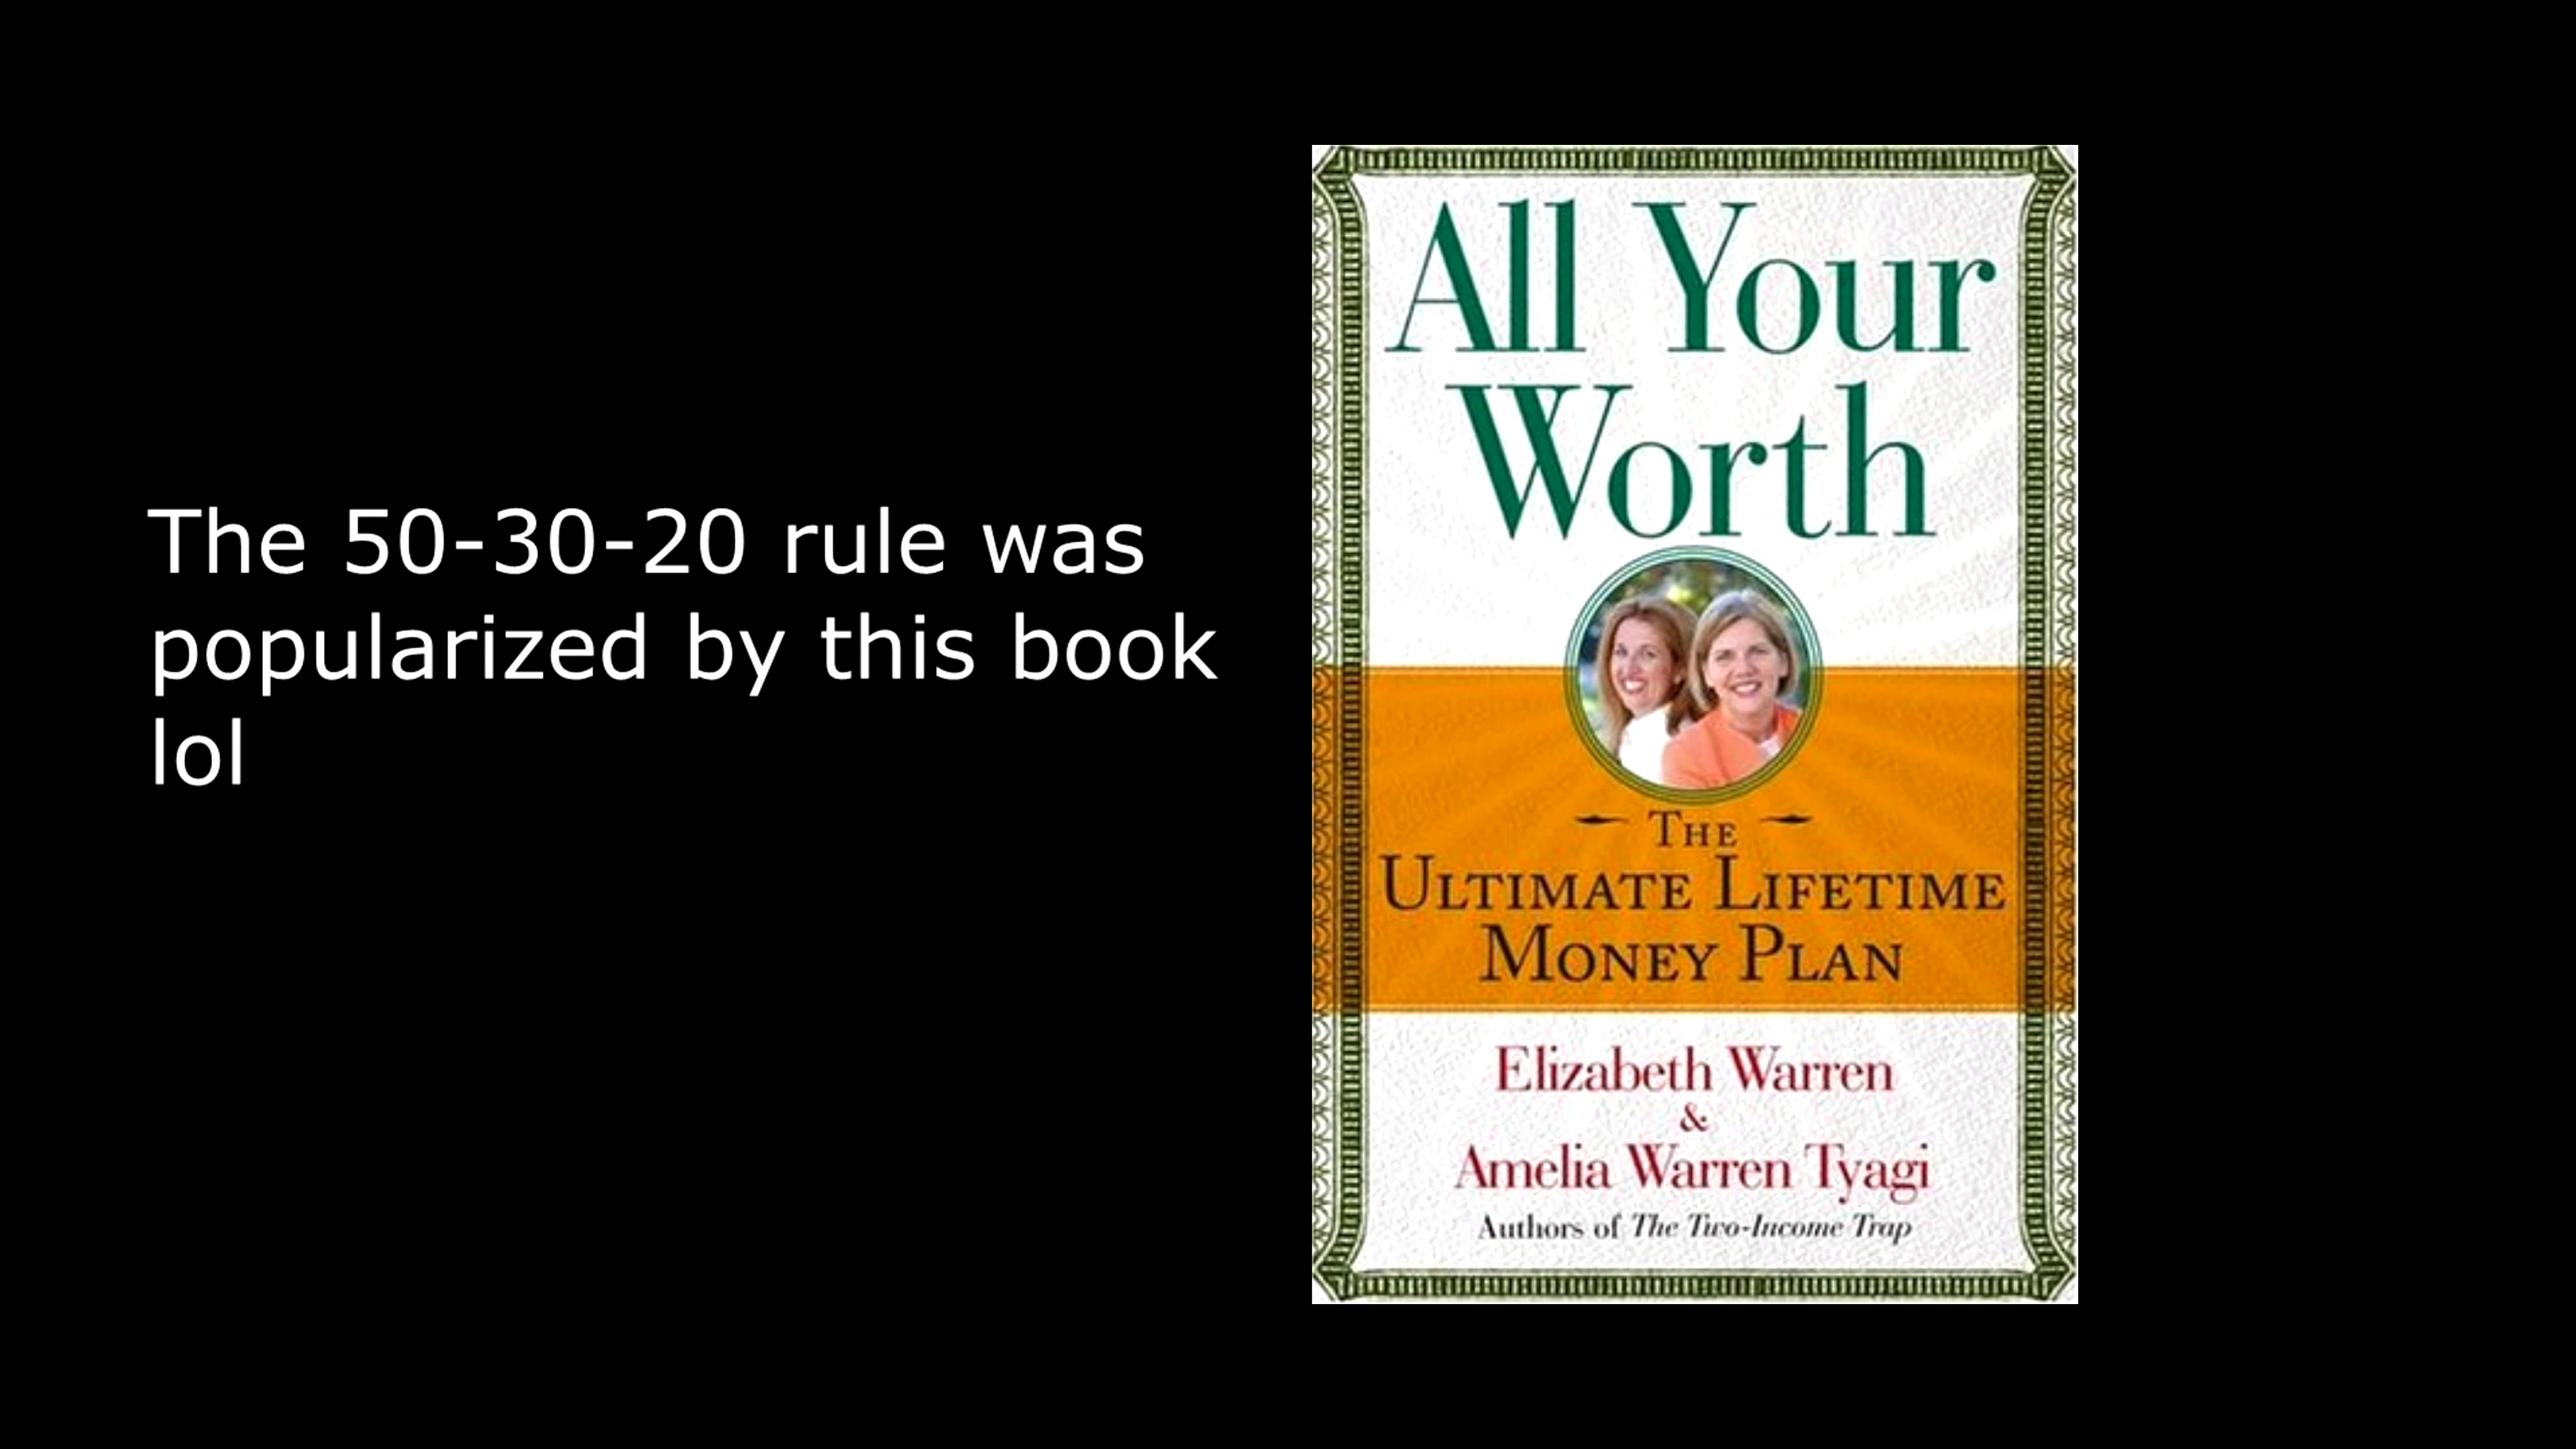 The 50-30-20 rule was
popularized by this book
lol
All Your
Worth
The
Ultimate Lifetime
Money Plan
Elizabeth Warren
&
Amelia Warren Tyagi
Authors of The Two-Income Trap